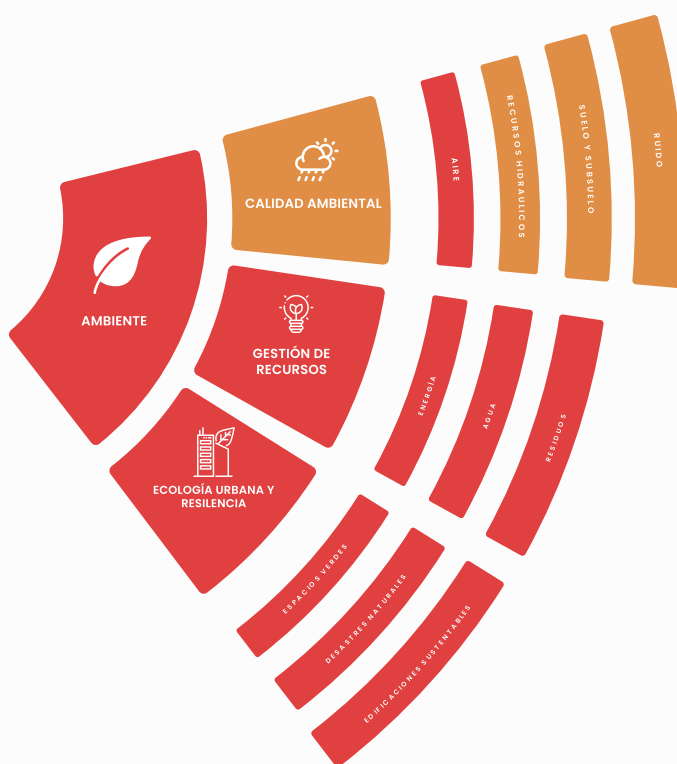 AMBIENTE
CALIDAD AMBIENTAL
AIRE
RECURSOS HIDRAULICOS
SUELO Y SUBSUELO
RUIDO
GESTIÓN DE
RECURSOS
ENERGÍA
AGUA
RESIDUOS
ECOLOGÍA URBANA Y
RESILENCIA
ESPACIOS VERDES
DESASTRES NATURALES
EDIFICACIONES SUSTENTABLES